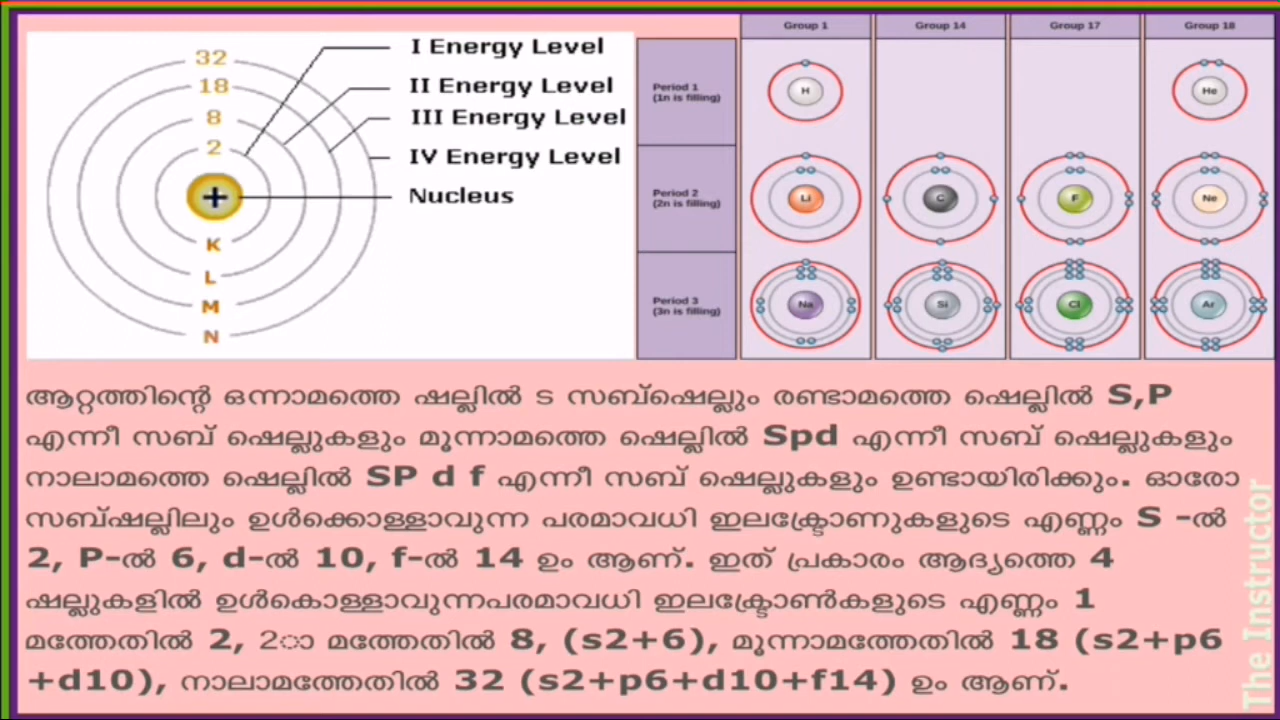 32
18
8
2
+
K
L
M
N
I Energy Level
II Energy Level
III Energy Level
IV Energy Level
Nucleus
Group 1
Group 14
Group 17
Group 18
Period 1
(1n is filling)
H
He
Period 2
(2n is filling)
Li
C
F
Ne
Period 3
(3n is filling)
Na
Si
Cl
Ar
ആറ്റത്തിന്റെ ഒന്നാമത്തെ ഷല്ലിൽ s സബ്ഷെല്ലും രണ്ടാമത്തെ ഷെല്ലിൽ S,P
എന്നീ സബ് ഷെല്ലുകളും മൂന്നാമത്തെ ഷെല്ലിൽ Spd എന്നീ സബ് ഷെല്ലുകളും
നാലാമത്തെ ഷെല്ലിൽ SP d f എന്നീ സബ് ഷെല്ലുകളും ഉണ്ടായിരിക്കും. ഓരോ
സബ്ഷല്ലിലും ഉൾക്കൊള്ളാവുന്ന പരമാവധി ഇലക്ട്രോണുകളുടെ എണ്ണം S -ൽ
2, P-ൽ 6, d-ൽ 10, f-ൽ 14 ഉം ആണ്. ഇത് പ്രകാരം ആദ്യത്തെ 4
ഷല്ലുകളിൽ ഉൾകൊള്ളാവുന്നപരമാവധി ഇലക്ട്രോൺകളുടെ എണ്ണം 1
മത്തേതിൽ 2, 2ാ മത്തേതിൽ 8, (s2+6), മൂന്നാമത്തേതിൽ 18 (s2+p6
+d10), നാലാമത്തേതിൽ 32 (s2+p6+d10+f14) ഉം ആണ്.
The Instructor